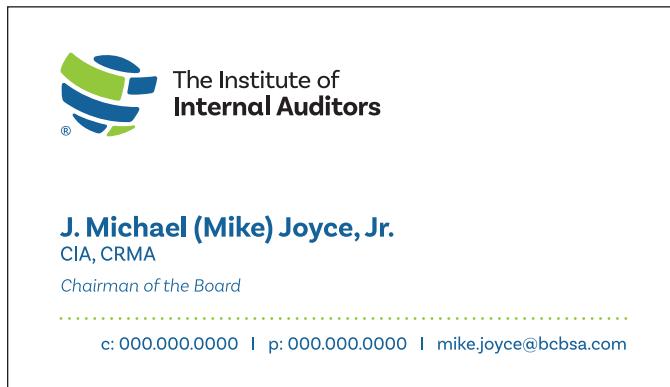 The Institute of
Internal Auditors
®
J. Michael (Mike) Joyce, Jr.
CIA, CRMA
Chairman of the Board
c: 000.000.0000 | p: 000.000.0000 | mike.joyce@bcbsa.com